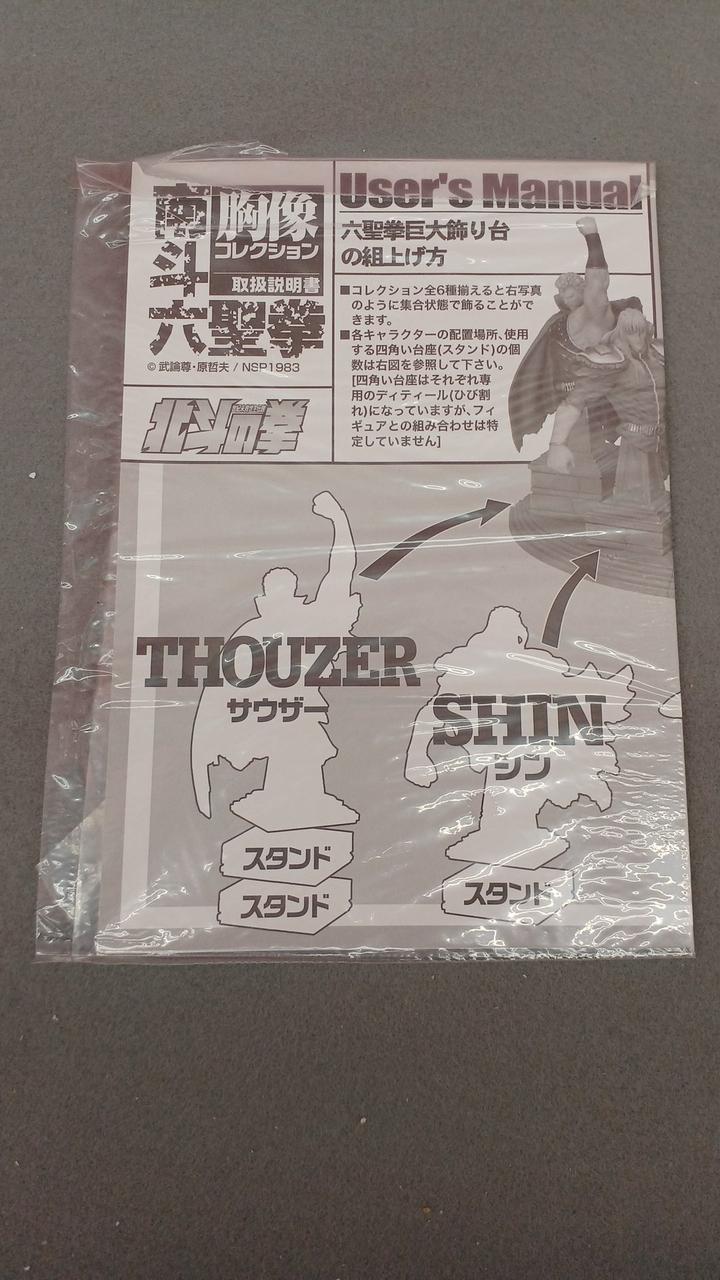 南斗六聖拳
胸像
コレクション
取扱説明書
© 武論尊・原哲夫 / NSP1983
北斗の拳
User's Manual
六聖拳巨大飾り台
の組上げ方
■コレクション全6種揃えると右写真
のように集合状態で飾ることがで
きます。
■各キャラクターの配置場所、使用
する四角い台座(スタンド)の個
数は右図を参照して下さい。
[四角い台座はそれぞれ専
用のディティール(ひび割
れ)になっていますが、フィ
ギュアとの組み合わせは特
定していません]
THOUZER
サウザー
SHIN
シン
スタンド
スタンド
スタンド